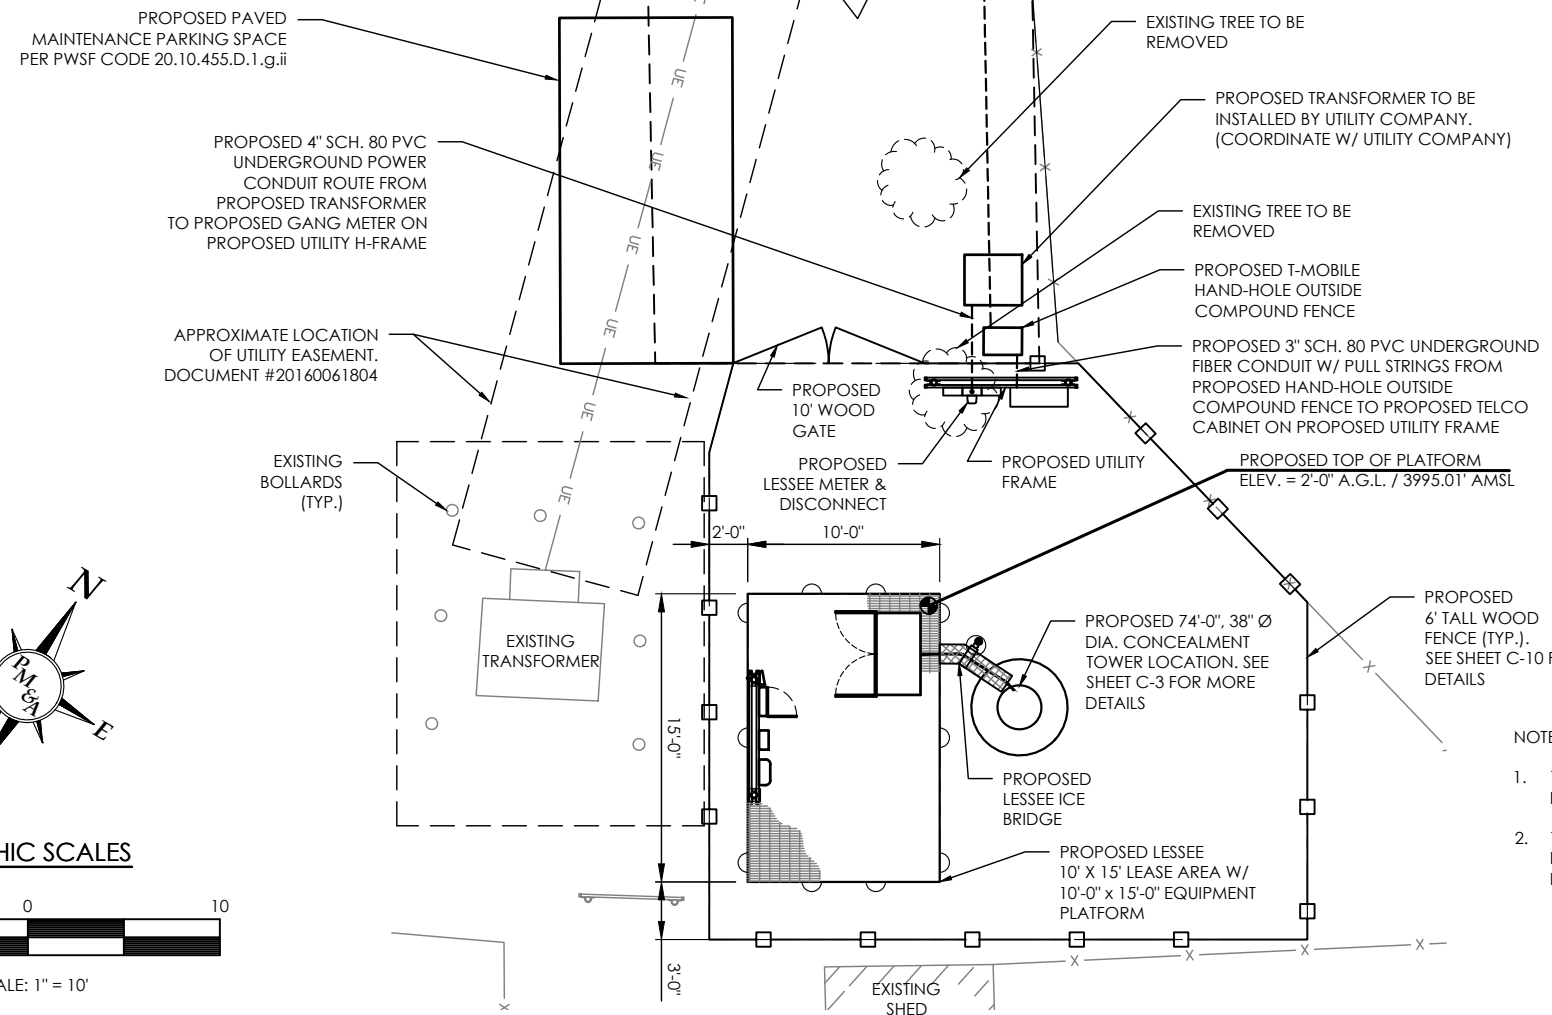 PROPOSED PAVED
MAINTENANCE PARKING SPACE
PER PWSF CODE 20.10.455.D.1.g.ii
EXISTING TREE TO BE
REMOVED
PROPOSED TRANSFORMER TO BE
INSTALLED BY UTILITY COMPANY.
(COORDINATE W/ UTILITY COMPANY)
PROPOSED 4" SCH. 80 PVC
UNDERGROUND POWER
CONDUIT ROUTE FROM
PROPOSED TRANSFORMER
TO PROPOSED GANG METER ON
PROPOSED UTILITY H-FRAME
EXISTING TREE TO BE
REMOVED
PROPOSED T-MOBILE
HAND-HOLE OUTSIDE
COMPOUND FENCE
APPROXIMATE LOCATION
OF UTILITY EASEMENT.
DOCUMENT #20160061804
PROPOSED 3" SCH. 80 PVC UNDERGROUND
FIBER CONDUIT W/ PULL STRINGS FROM
PROPOSED HAND-HOLE OUTSIDE
COMPOUND FENCE TO PROPOSED TELCO
CABINET ON PROPOSED UTILITY FRAME
PROPOSED
10' WOOD
GATE
EXISTING
BOLLARDS
(TYP.)
PROPOSED
LESSEE METER &
DISCONNECT
PROPOSED UTILITY
FRAME
PROPOSED TOP OF PLATFORM
ELEV. = 2'-0" A.G.L. / 3995.01' AMSL
UE
UE
UE
UE
UE
2'-0"
10'-0"
15'-0"
3'-0"
EXISTING
TRANSFORMER
PROPOSED 74'-0", 38" Ø
DIA. CONCEALMENT
TOWER LOCATION. SEE
SHEET C-3 FOR MORE
DETAILS
PROPOSED
6' TALL WOOD
FENCE (TYP.).
SEE SHEET C-10 F
DETAILS
PROPOSED
LESSEE ICE
BRIDGE
PROPOSED LESSEE
10' X 15' LEASE AREA W/
10'-0" x 15'-0" EQUIPMENT
PLATFORM
N
E
PM&A
HIC SCALES
0 10
ALE: 1" = 10'
EXISTING
SHED
NOTE
1.
2.